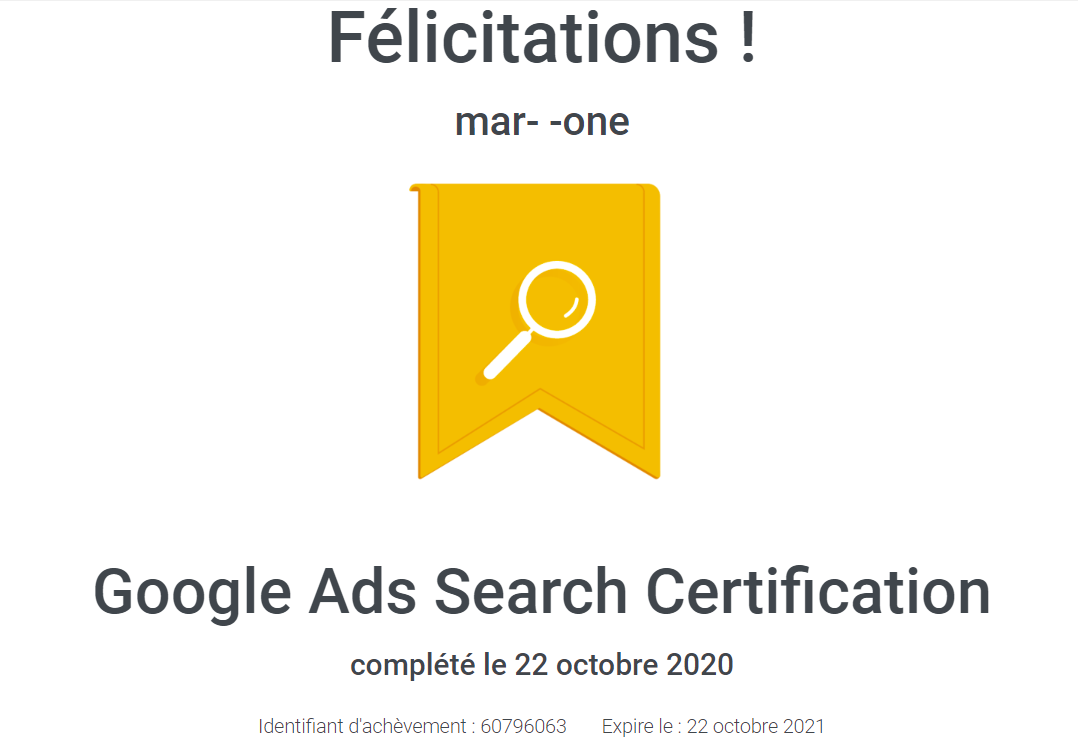 Félicitations !
mar- -one
Google Ads Search Certification
complété le 22 octobre 2020
Identifiant d'achèvement : 60796063 Expire le : 22 octobre 2021